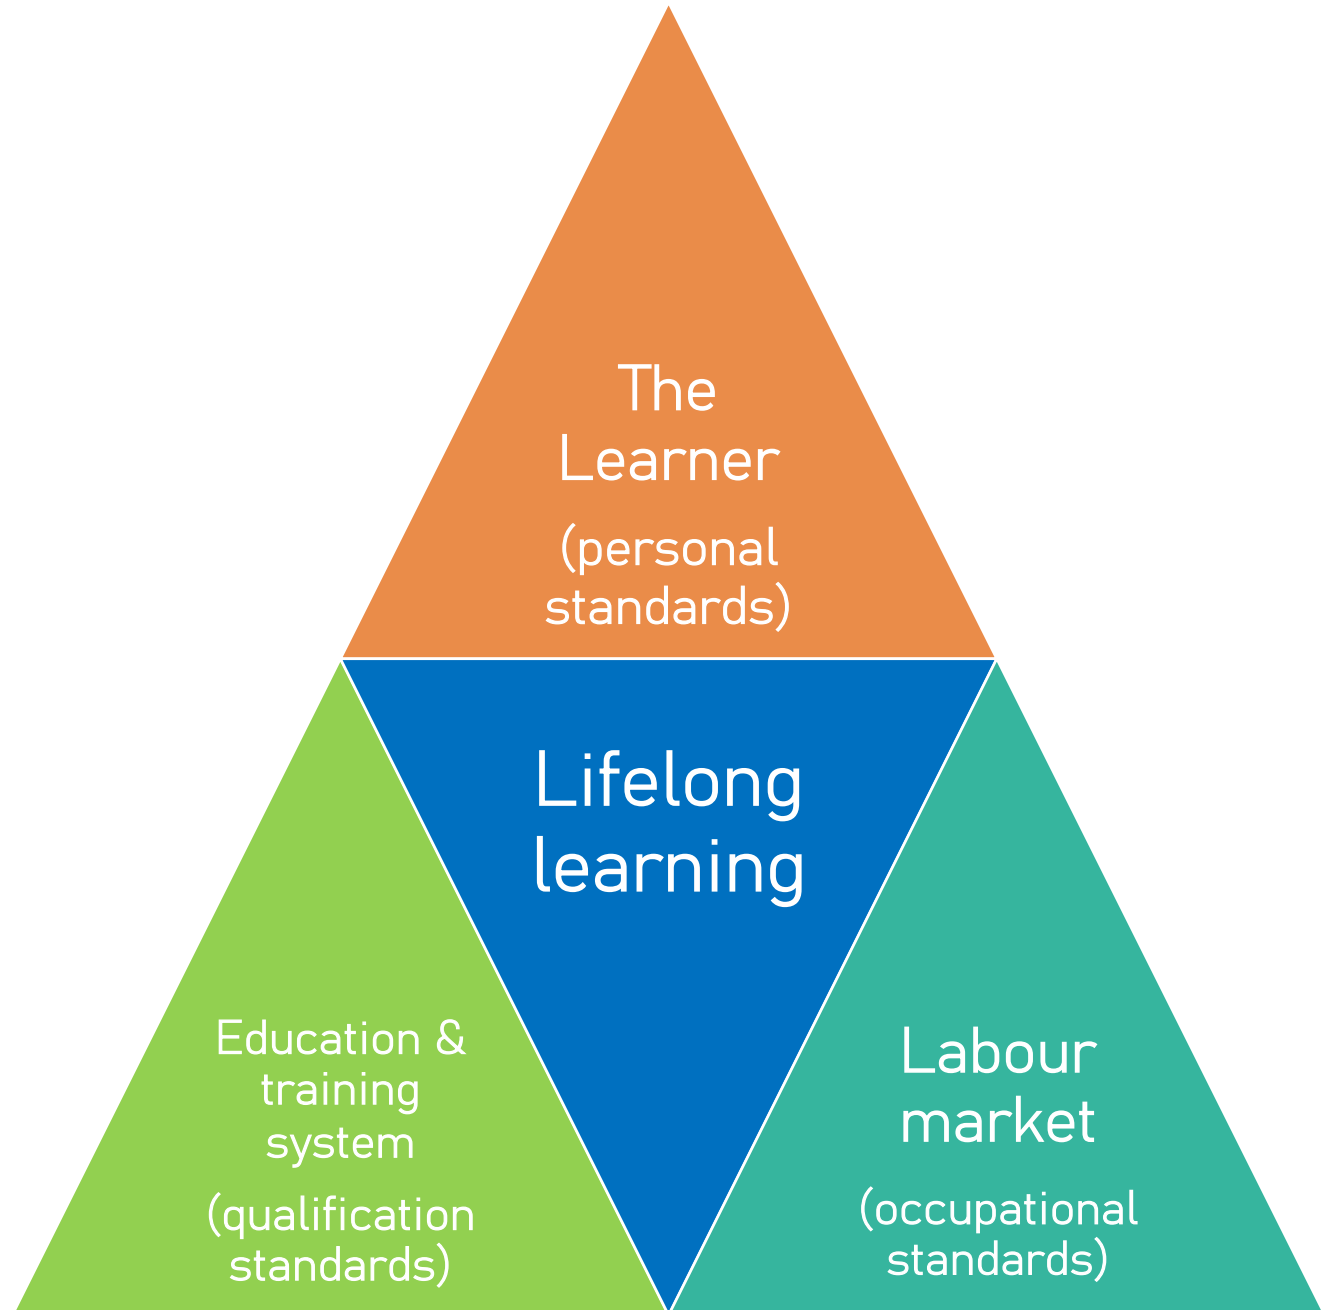 The
Learner
(personal
standards)
Lifelong
learning
Education &
training
system
(qualification
standards)
Labour
market
(occupational
standards)